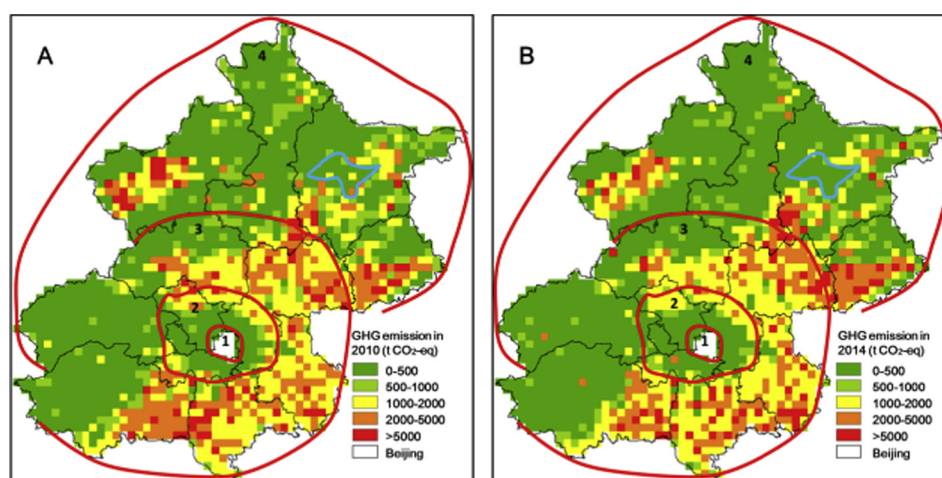 A
4
3
2
1
GHG emission in
2010 (t CO₂-eq)
0-500
500-1000
1000-2000
2000-5000
>5000
Beijing
B
4
3
2
1
GHG emission in
2014 (t CO₂-eq)
0-500
500-1000
1000-2000
2000-5000
>5000
Beijing